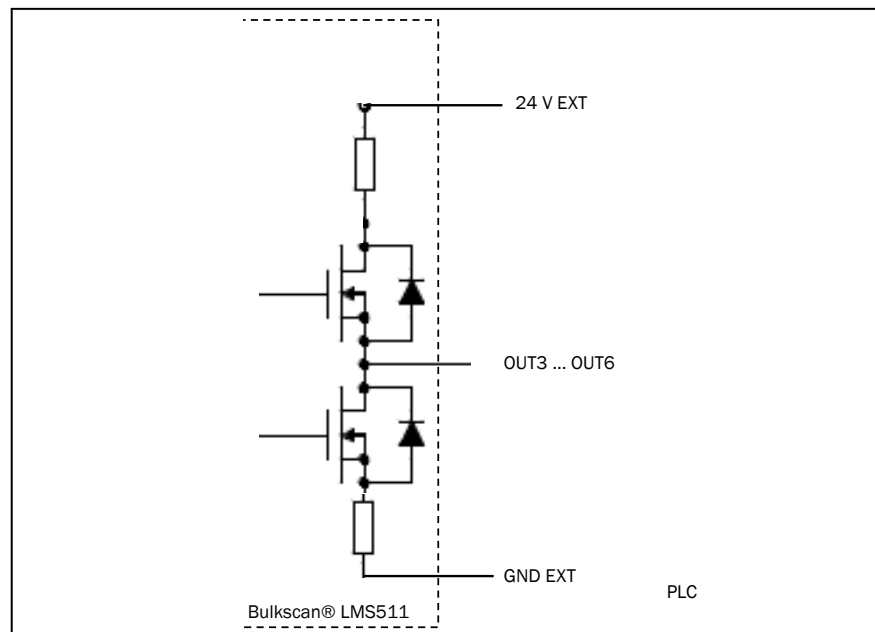 24 V EXT
OUT3 ... OUT6
GND EXT
PLC
Bulkscan® LMS511